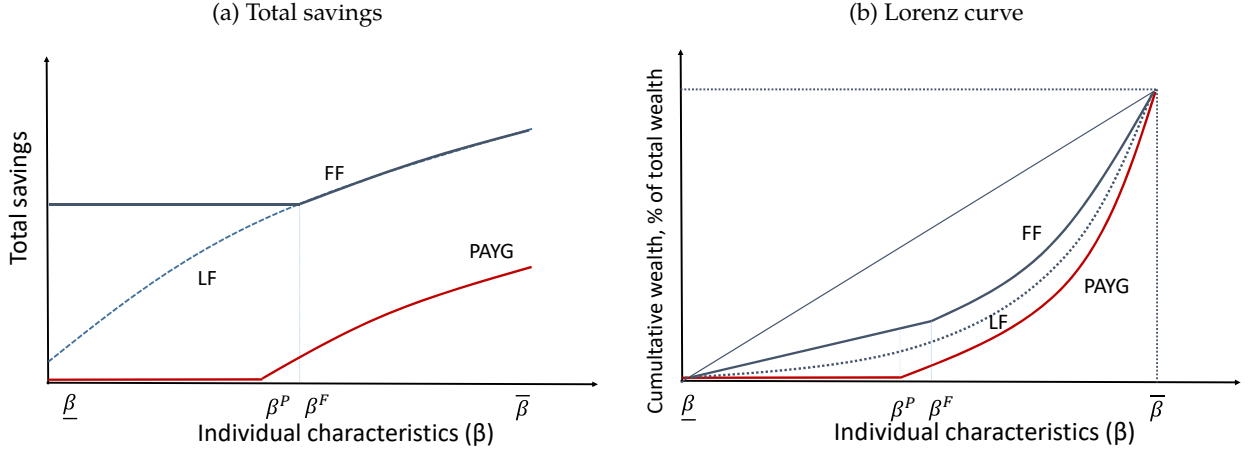 (a) Total savings
Total savings
FF
LF
PAYG
β
β^P
β^F
β
Individual characteristics (β)
(b) Lorenz curve
Cumultative wealth, % of total wealth
FF
LF
PAYG
β
β^P
β^F
β
Individual characteristics (β)